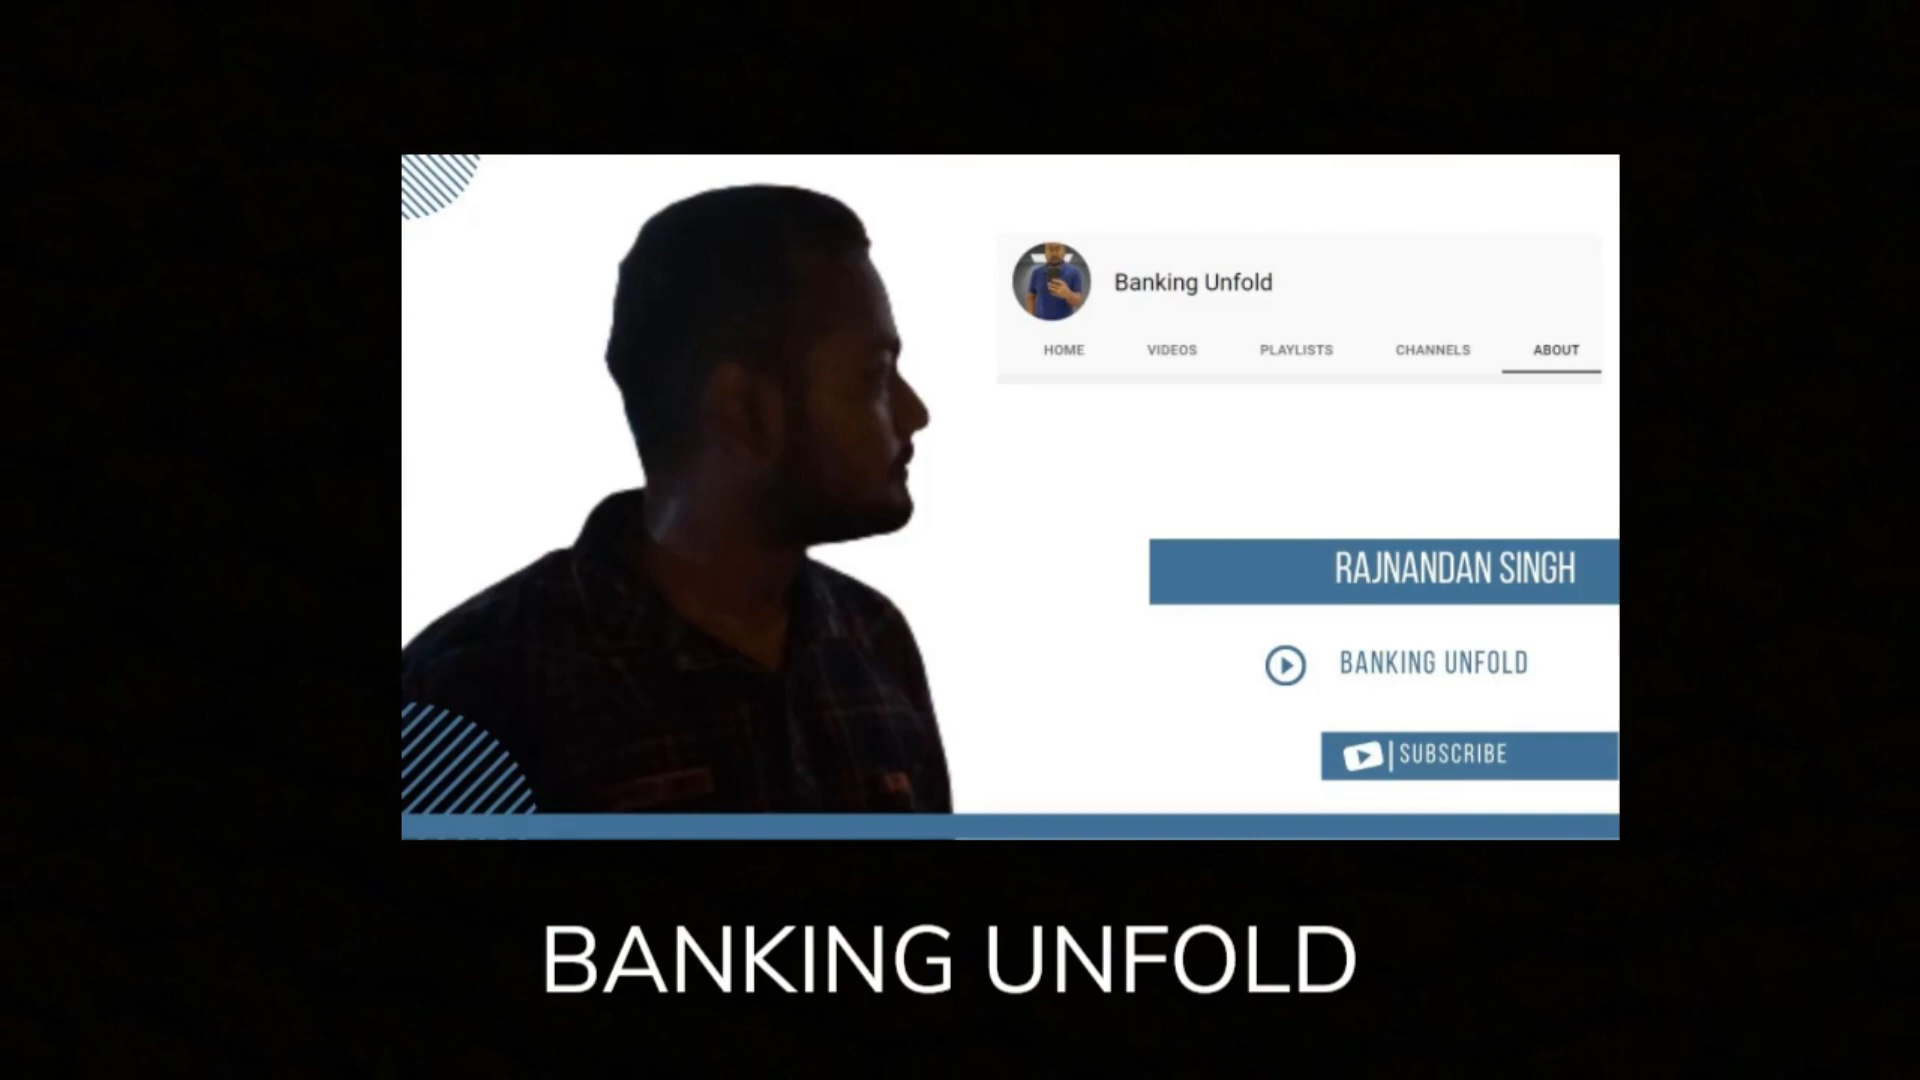 Banking Unfold
HOME VIDEOS PLAYLISTS CHANNELS ABOUT
RAJNANDAN SINGH
BANKING UNFOLD
SUBSCRIBE
BANKING UNFOLD